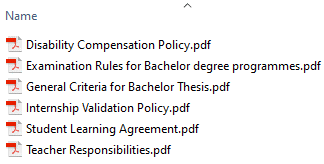 Name
Disability Compensation Policy.pdf
Examination Rules for Bachelor degree programmes.pdf
General Criteria for Bachelor Thesis.pdf
Internship Validation Policy.pdf
Student Learning Agreement.pdf
Teacher Responsibilities.pdf